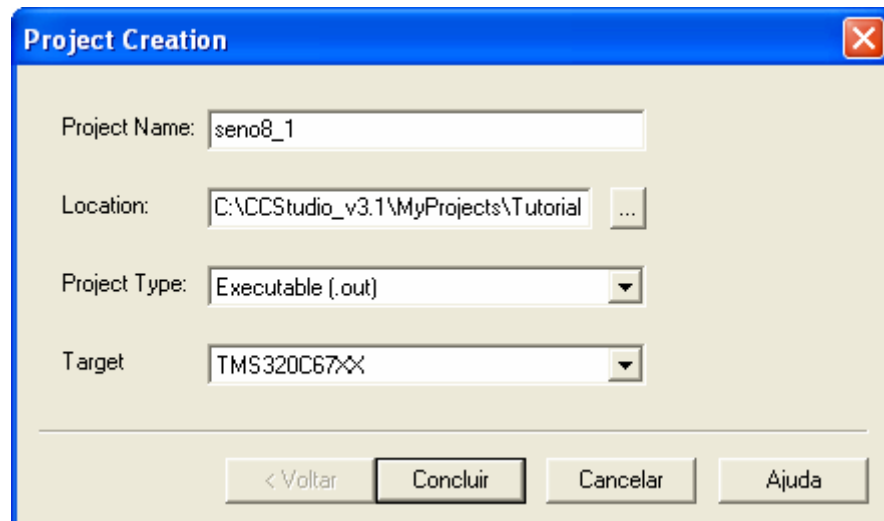 Project Creation
Project Name: seno8_1
Location: C:\CCStudio_v3.1\MyProjects\Tutorial ...
Project Type: Executable (.out)
Target TMS320C67XX
< Voltar Concluir Cancelar Ajuda